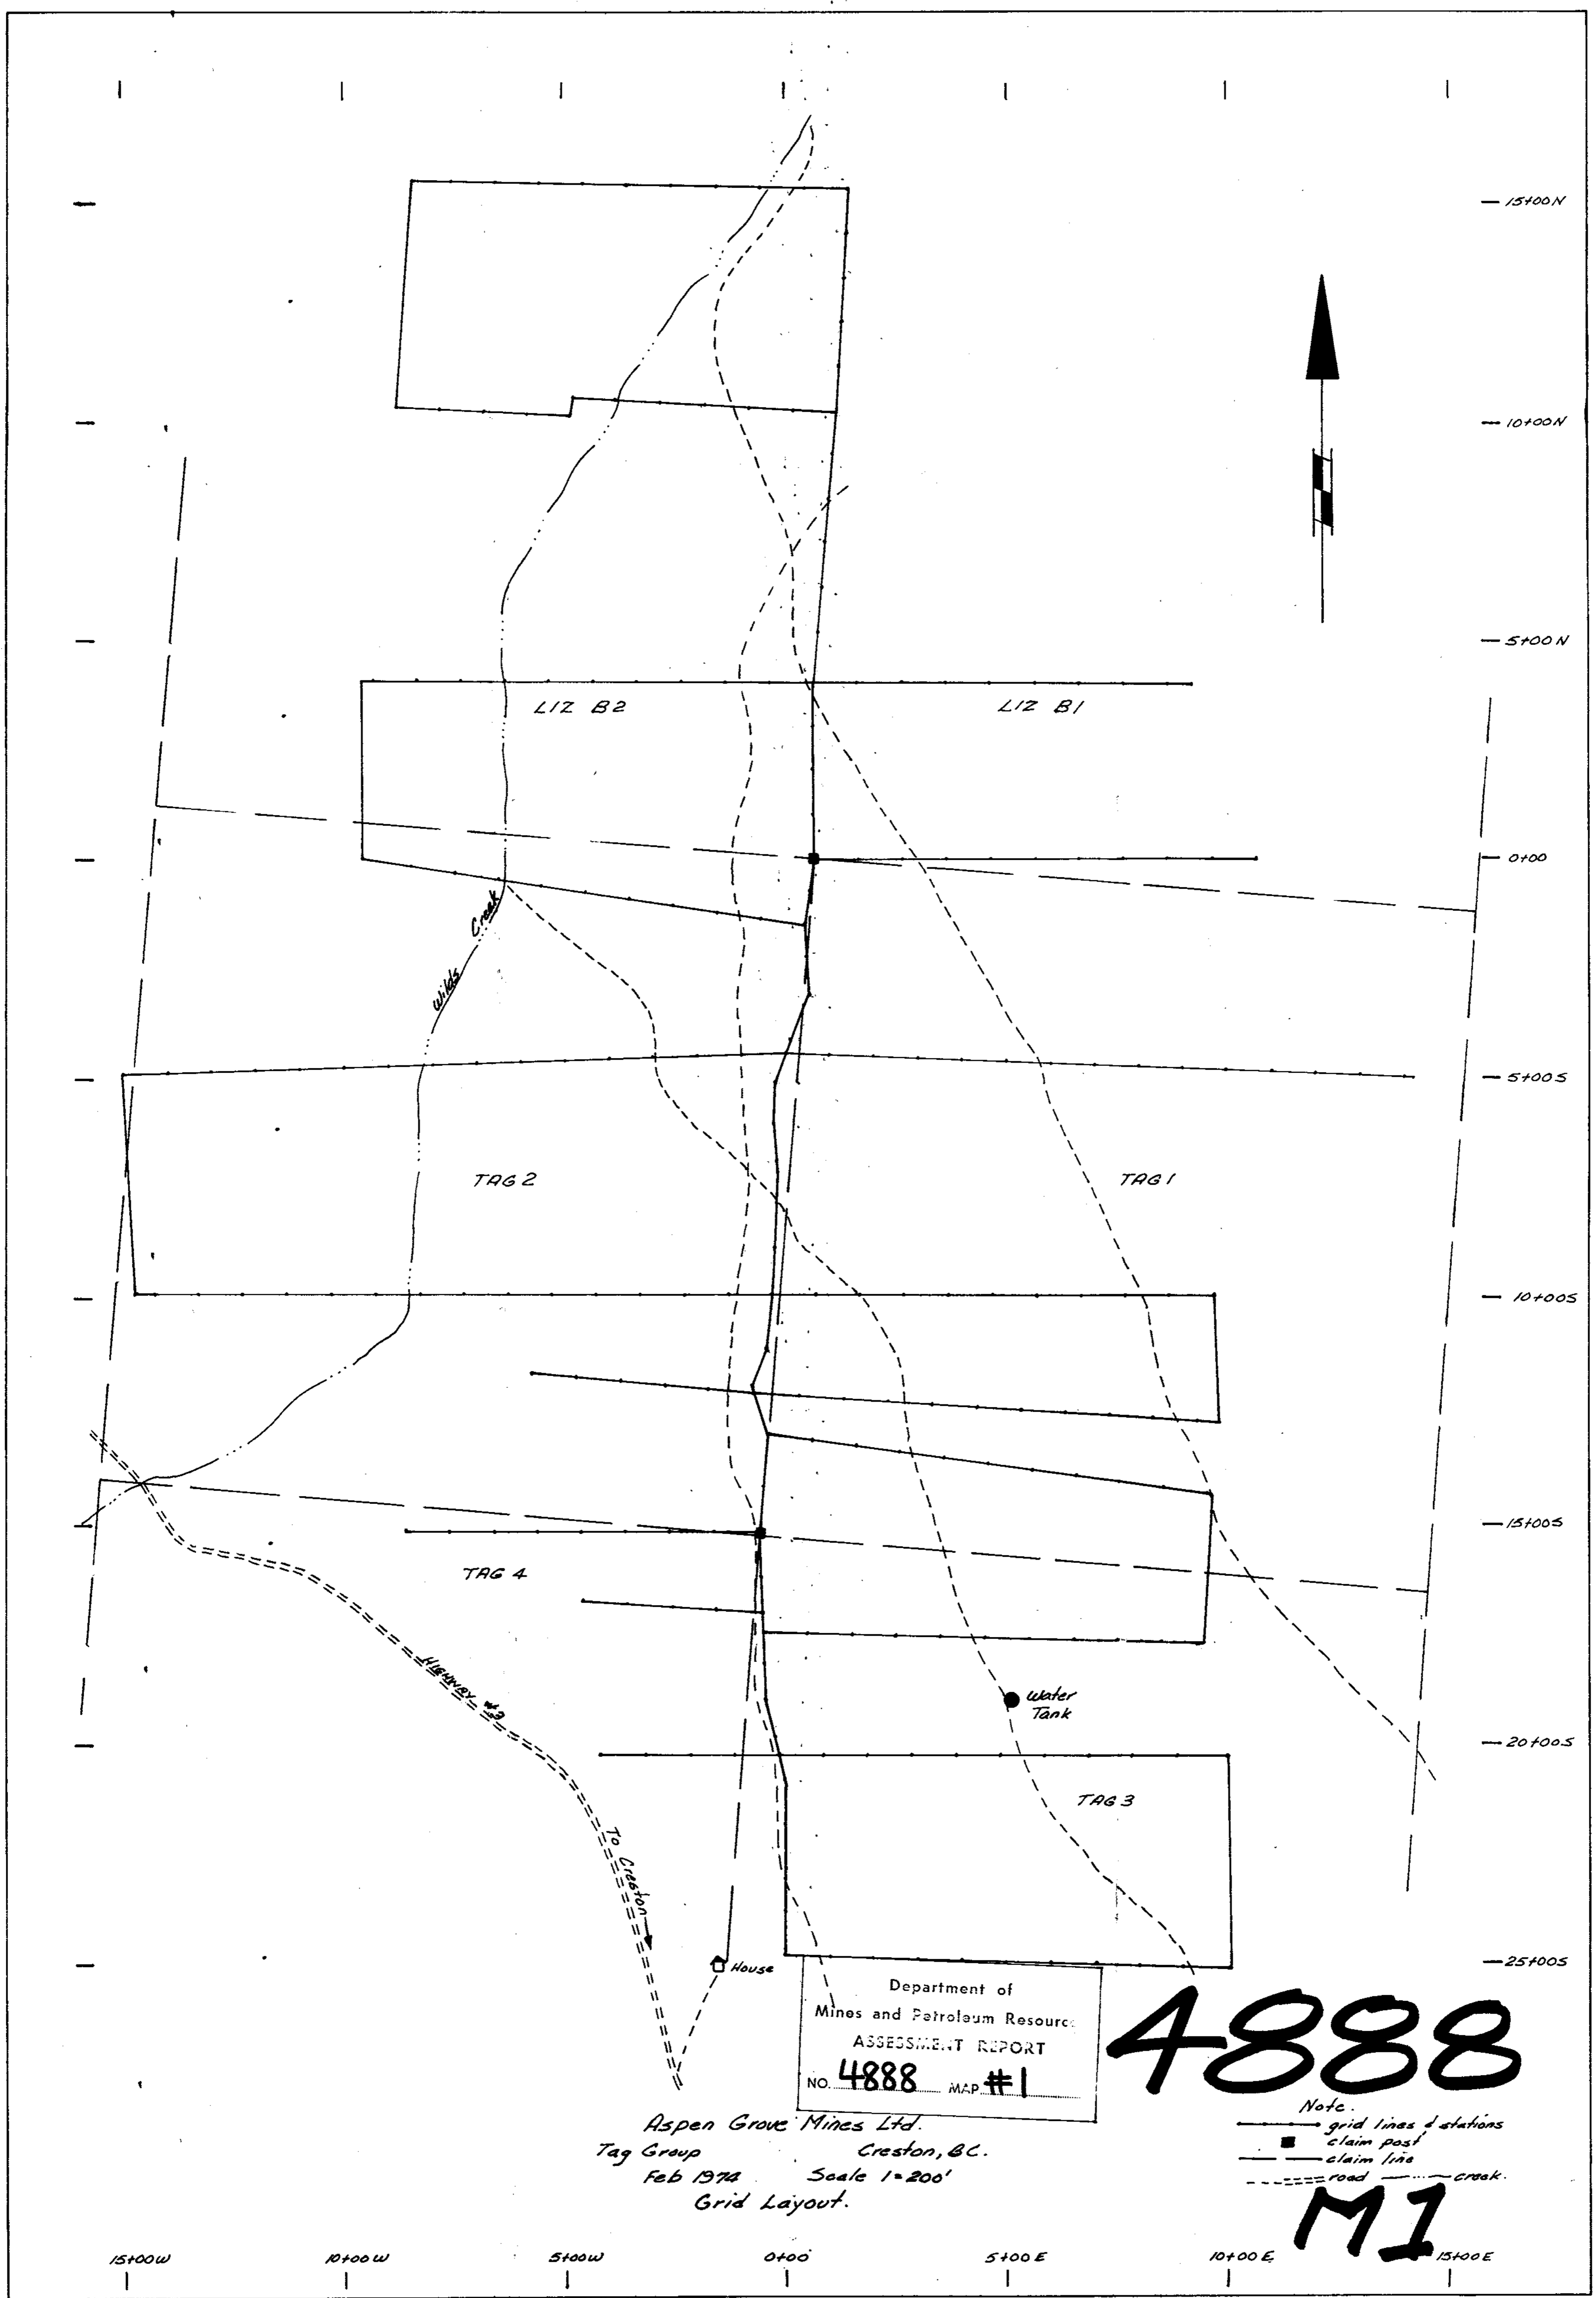 15+00N
10+00N
5+00N
LIZ B2
LIZ B1
0+00
Wilds Creek
5+00S
TAG 2
TAG 1
10+00S
15+00S
TAG 4
HIGHWAY #3
Water
Tank
20+00S
TAG 3
To Creston
House
25+00S
Department of
Mines and Petroleum Resourc
ASSESSMENT REPORT
NO. 4888 MAP #1
4888
Aspen Grove Mines Ltd.
Tag Group Creston, BC.
Feb 1974 Scale 1=200'
Grid Layout.
Note.
grid lines & stations
claim post
claim line
road creek.
M1
15+00W
10+00W
5+00W
0+00
5+00E
10+00E
15+00E